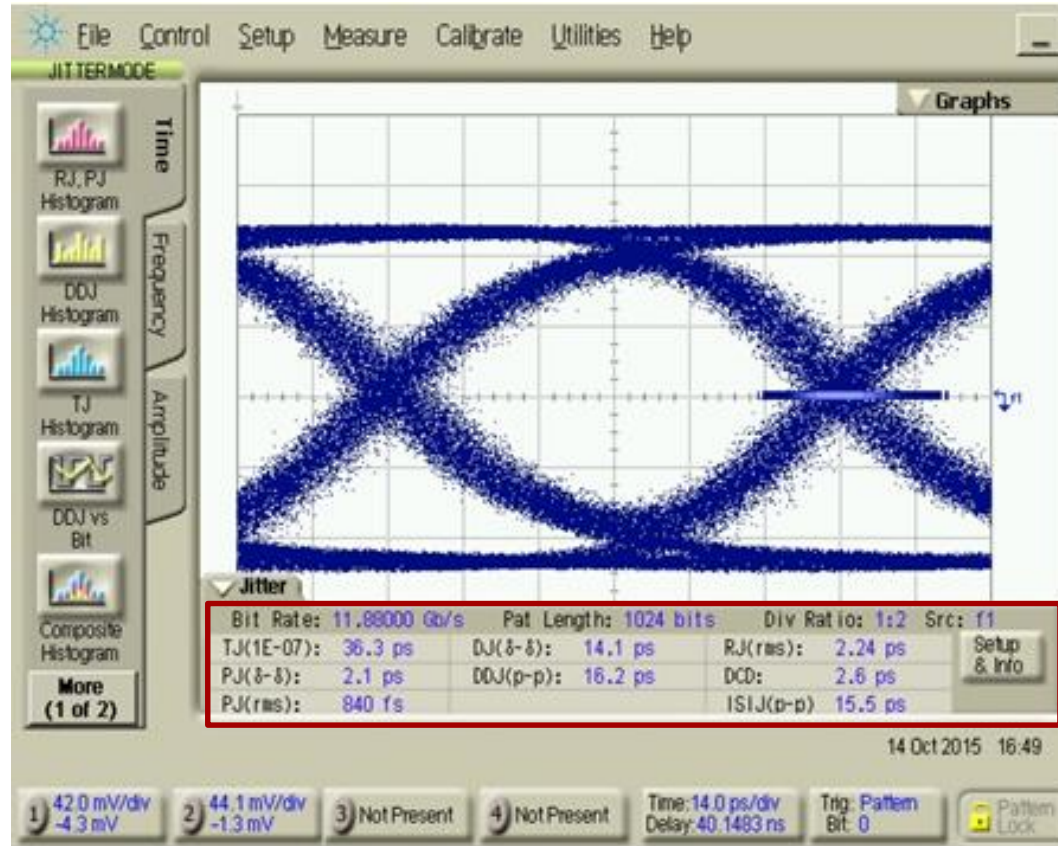 File Control Setup Measure Calibrate Utilities Help
JITTERMODE
Graphs
Time
Frequency
Amplitude
RJ, PJ
Histogram
DDJ
Histogram
TJ
Histogram
DDJ vs
Bit
Composite
Histogram
More
(1 of 2)
Jitter
Bit Rate: 11.88000 Gb/s Pat Length: 1024 bits Div Ratio: 1:2 Src: f1
TJ(1E-07): 36.3 ps DJ(δ-δ): 14.1 ps RJ(rms): 2.24 ps
PJ(δ-δ): 2.1 ps DDJ(p-p): 16.2 ps DCD: 2.6 ps
PJ(rms): 840 fs ISIJ(p-p) 15.5 ps
Setup
& Info
14 Oct 2015 16:49
1) 42.0 mV/div
-4.3 mV
2) 44.1 mV/div
-1.3 mV
3) Not Present
4) Not Present
Time:14.0 ps/div
Delay:40.1483 ns
Trig: Pattern
Bit: 0
Pattern
Lock